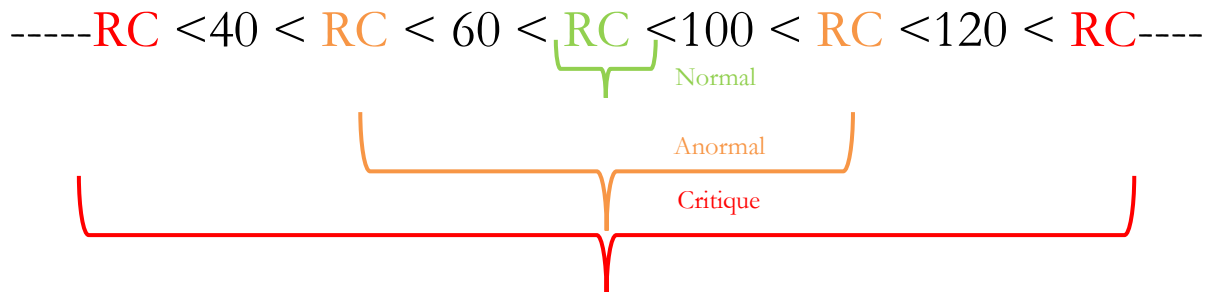 -----RC <40 < RC < 60 < RC <100 < RC <120 < RC----
Normal
Anormal
Critique